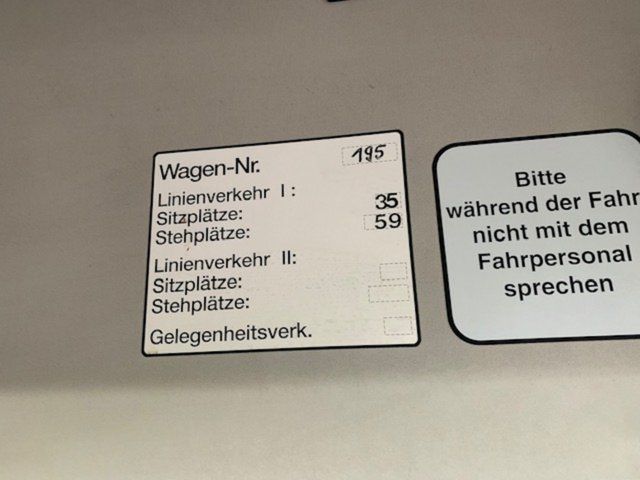 Wagen-Nr. 195
Linienverkehr I:
Sitzplätze: 35
Stehplätze: 59
Linienverkehr II:
Sitzplätze:
Stehplätze:
Gelegenheitsverk.
Bitte
während der Fahr
nicht mit dem
Fahrpersonal
sprechen